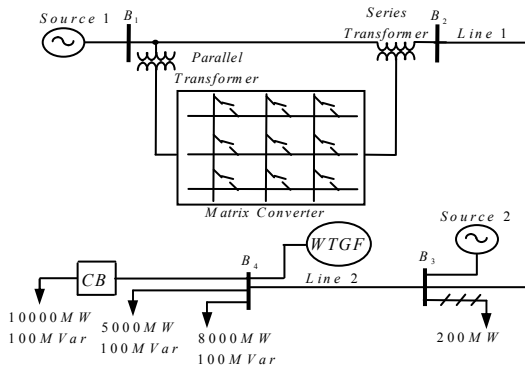 Source 1
B1
Series
Transformer
B2
Line 1
Parallel
Transformer
Matrix Converter
Source 2
WTGF
B4
B3
CB
Line 2
10000MW
100MVar
5000MW
100MVar
8000MW
100MVar
200MW